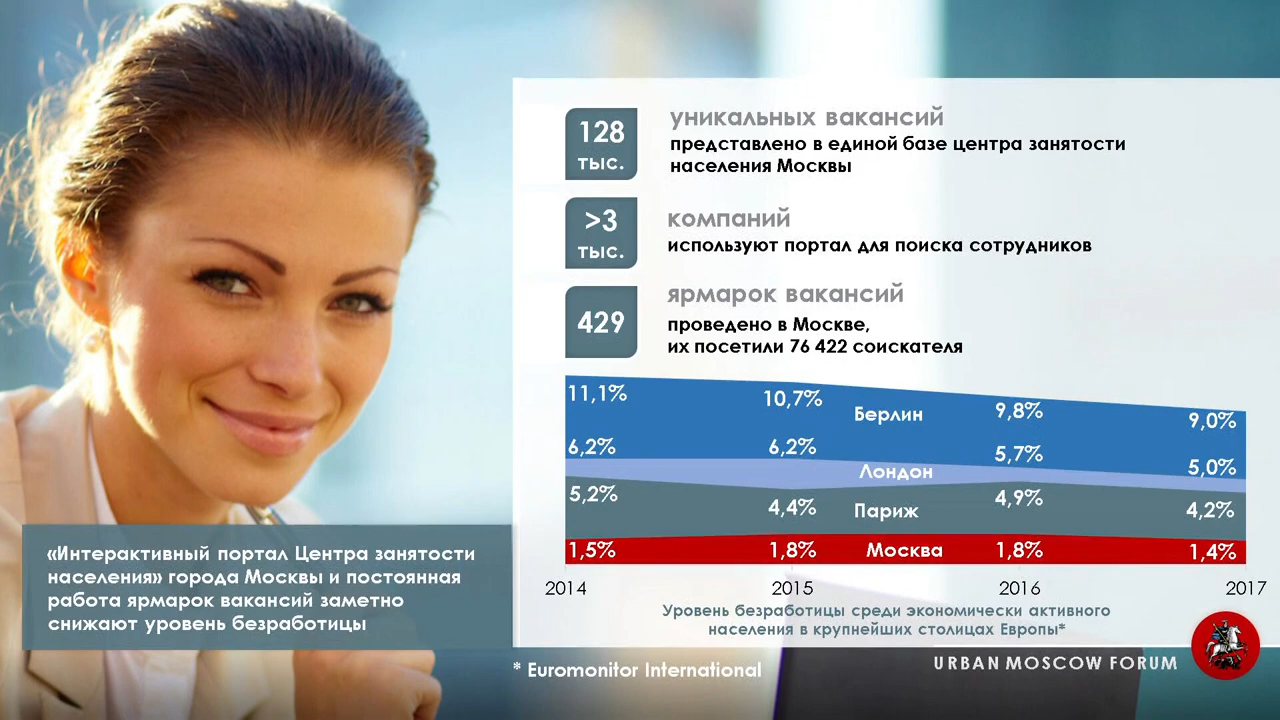 128
тыс.
уникальных вакансий
представлено в единой базе центра занятости
населения Москвы
>3
тыс.
компаний
используют портал для поиска сотрудников
429
ярмарок вакансий
проведено в Москве,
их посетили 76 422 соискателя
11,1% 10,7% Берлин 9,8% 9,0%
6,2% 6,2% Лондон 5,7% 5,0%
5,2% 4,4% Париж 4,9% 4,2%
1,5% 1,8% Москва 1,8% 1,4%
2014 2015 2016 2017
Уровень безработицы среди экономически активного
населения в крупнейших столицах Европы*
«Интерактивный портал Центра занятости
населения» города Москвы и постоянная
работа ярмарок вакансий заметно
снижают уровень безработицы
* Euromonitor International
URBAN MOSCOW FORUM